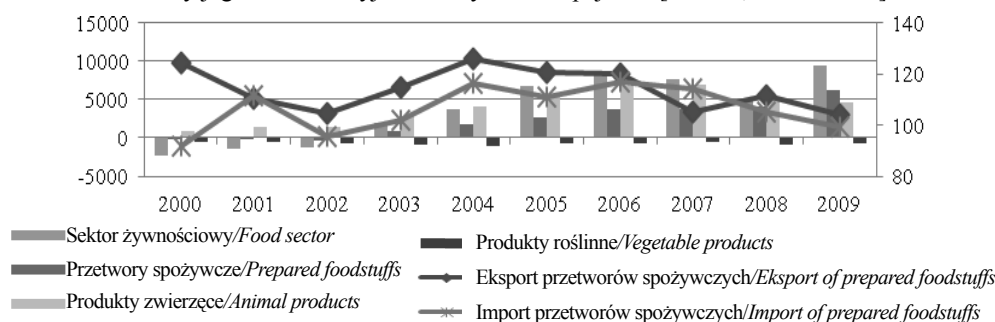 15000 140
10000 120
5000
0 100
-5000 80
2000 2001 2002 2003 2004 2005 2006 2007 2008 2009
Sektor żywnościowy/Food sector
Produkty roślinne/Vegetable products
Przetwory spożywcze/Prepared foodstuffs
Eksport przetworów spożywczych/Eksport of prepared foodstuffs
Produkty zwierzęce/Animal products
Import przetworów spożywczych/Import of prepared foodstuffs